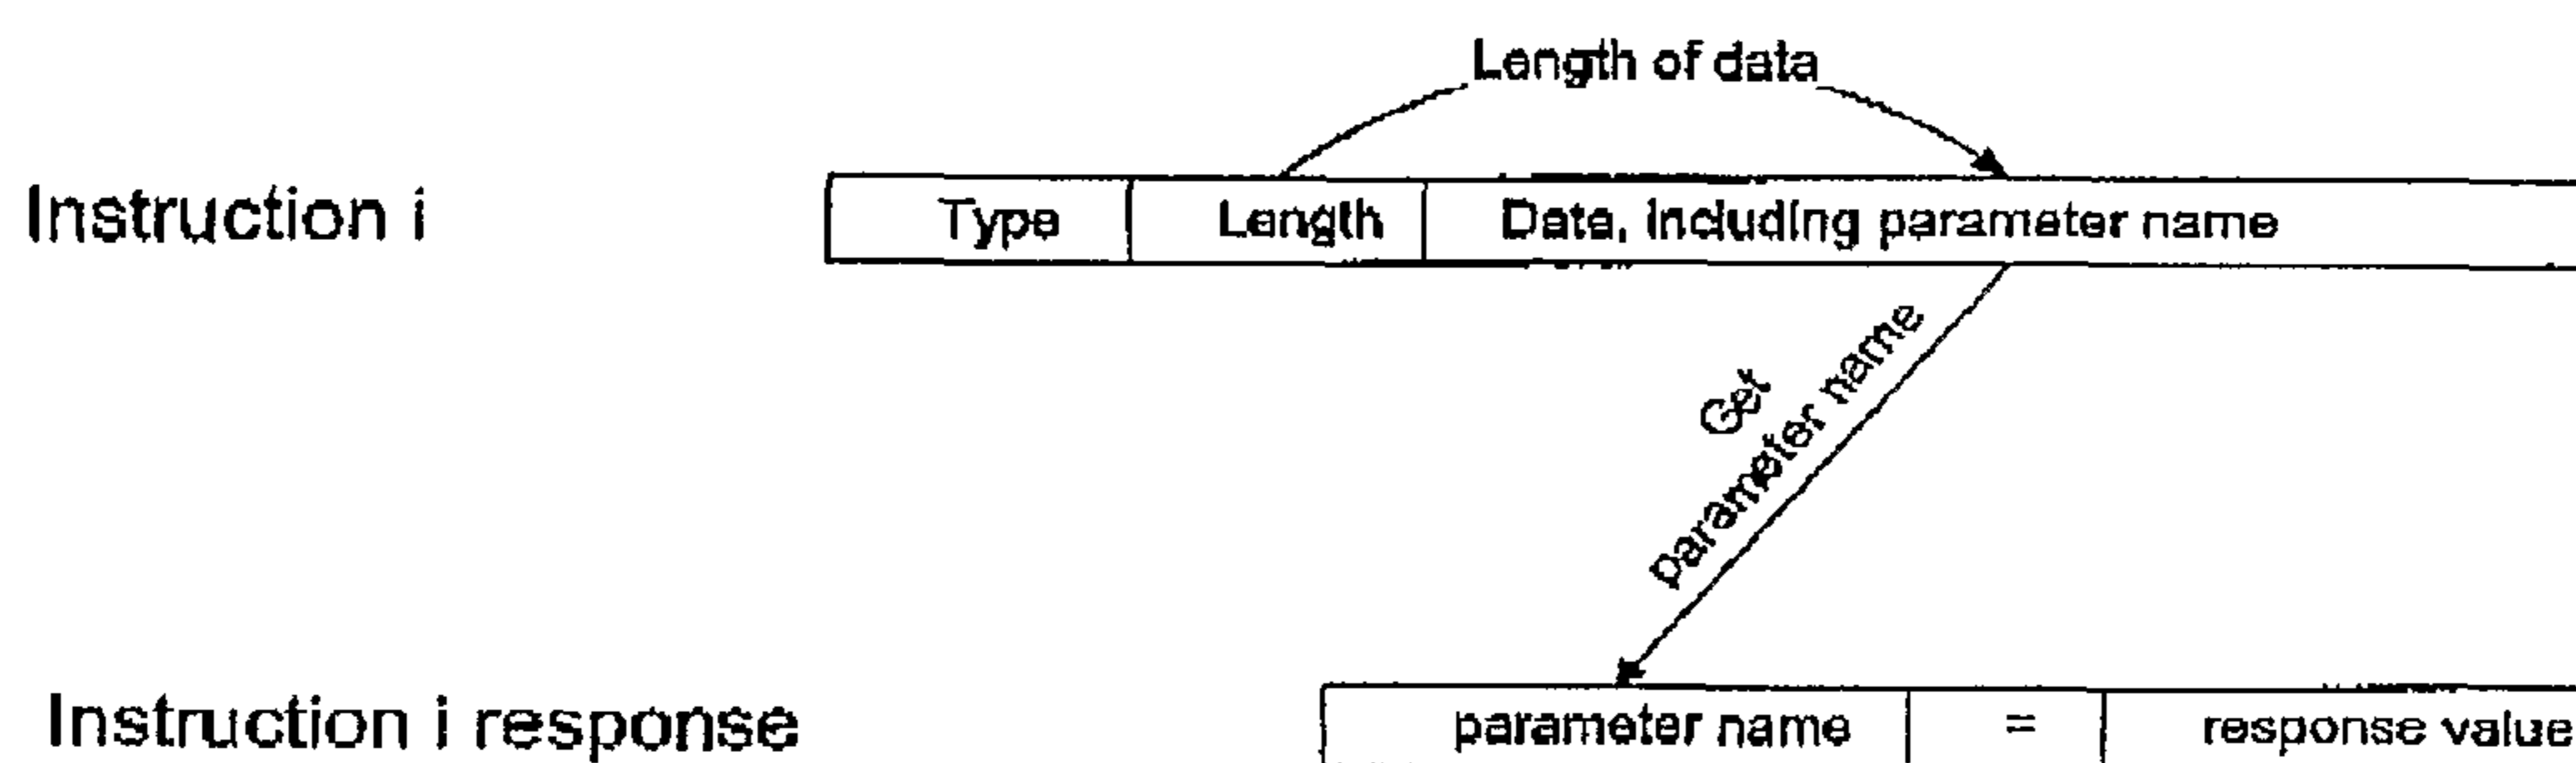 Length of data
Instruction i
Type
Length
Data, including parameter name
Get
parameter name
Instruction i response
parameter name
=
response value